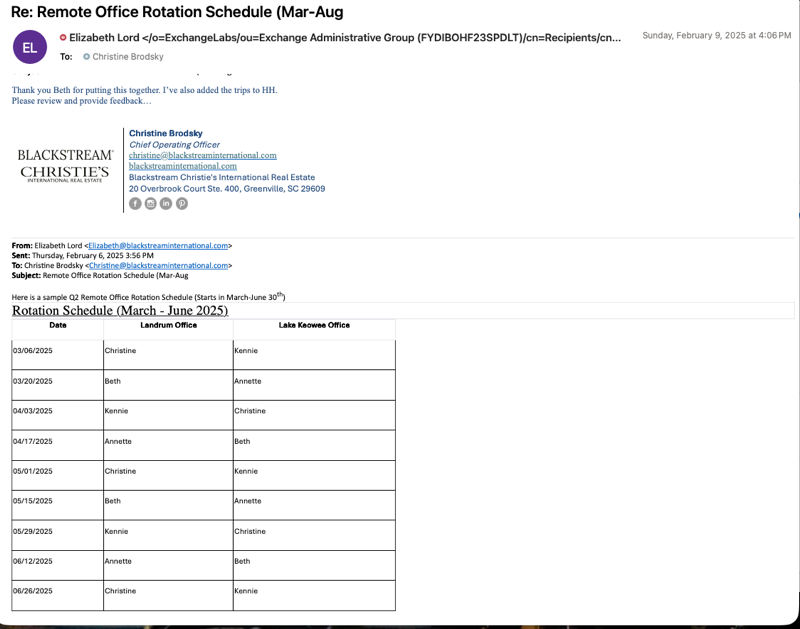 Re: Remote Office Rotation Schedule (Mar-Aug
EL
Elizabeth Lord </o=ExchangeLabs/ou=Exchange Administrative Group (FYDIBOHF23SPDLT)/cn=Recipients/cn...
Sunday, February 9, 2025 at 4:06 PM
To: Christine Brodsky
Thank you Beth for putting this together. I've also added the trips to HH.
Please review and provide feedback…
BLACKSTREAM
CHRISTIE'S
INTERNATIONAL REAL ESTATE
Christine Brodsky
Chief Operating Officer
christine@blackstreaminternational.com
blackstreaminternational.com
Blackstream Christie's International Real Estate
20 Overbrook Court Ste. 400, Greenville, SC 29609
From: Elizabeth Lord <Elizabeth@blackstreaminternational.com>
Sent: Thursday, February 6, 2025 3:56 PM
To: Christine Brodsky <Christine@blackstreaminternational.com>
Subject: Remote Office Rotation Schedule (Mar-Aug
Here is a sample Q2 Remote Office Rotation Schedule (Starts in March-June 30th)
Rotation Schedule (March - June 2025)
Date Landrum Office Lake Keowee Office
03/06/2025 Christine Kennie
03/20/2025 Beth Annette
04/03/2025 Kennie Christine
04/17/2025 Annette Beth
05/01/2025 Christine Kennie
05/15/2025 Beth Annette
05/29/2025 Kennie Christine
06/12/2025 Annette Beth
06/26/2025 Christine Kennie